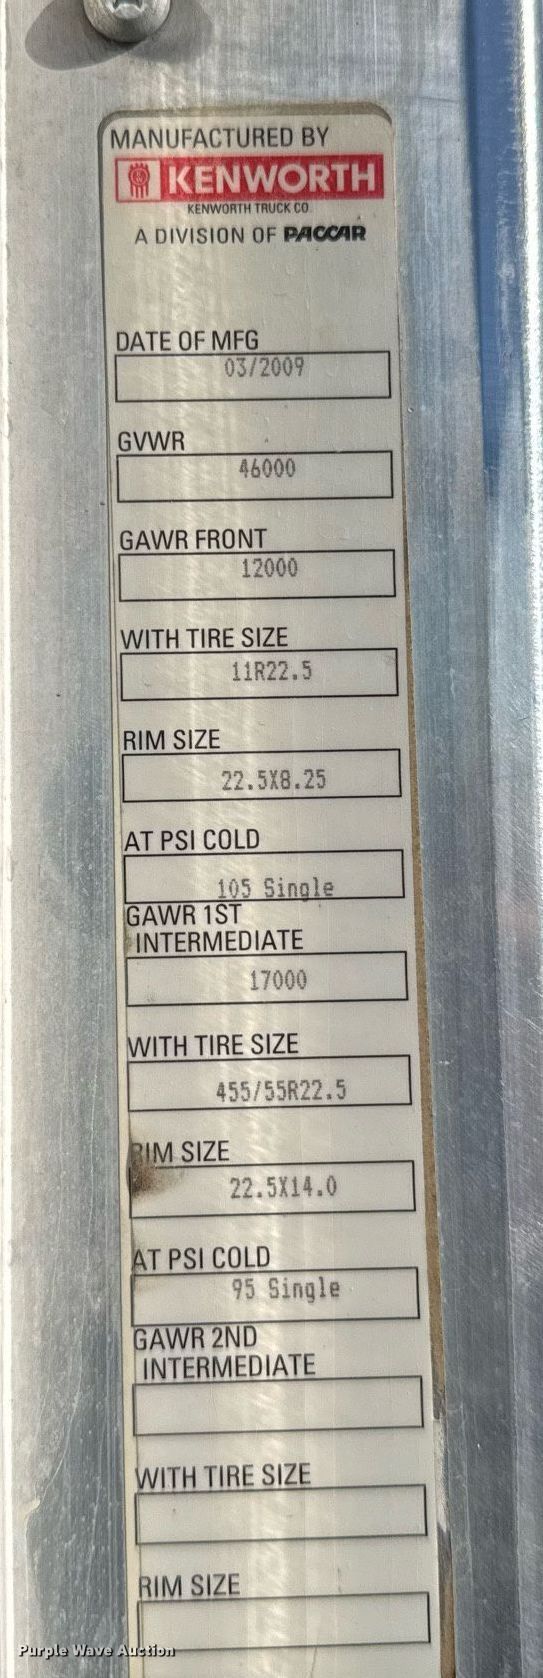 MANUFACTURED BY
KENWORTH
KENWORTH TRUCK CO.
A DIVISION OF PACCAR
DATE OF MFG
03/2009
GVWR
46000
GAWR FRONT
12000
WITH TIRE SIZE
11R22.5
RIM SIZE
22.5X8.25
AT PSI COLD
105 Single
GAWR 1ST
INTERMEDIATE
17000
WITH TIRE SIZE
455/55R22.5
RIM SIZE
22.5X14.0
AT PSI COLD
95 Single
GAWR 2ND
INTERMEDIATE
WITH TIRE SIZE
RIM SIZE
Purple Wave Auction